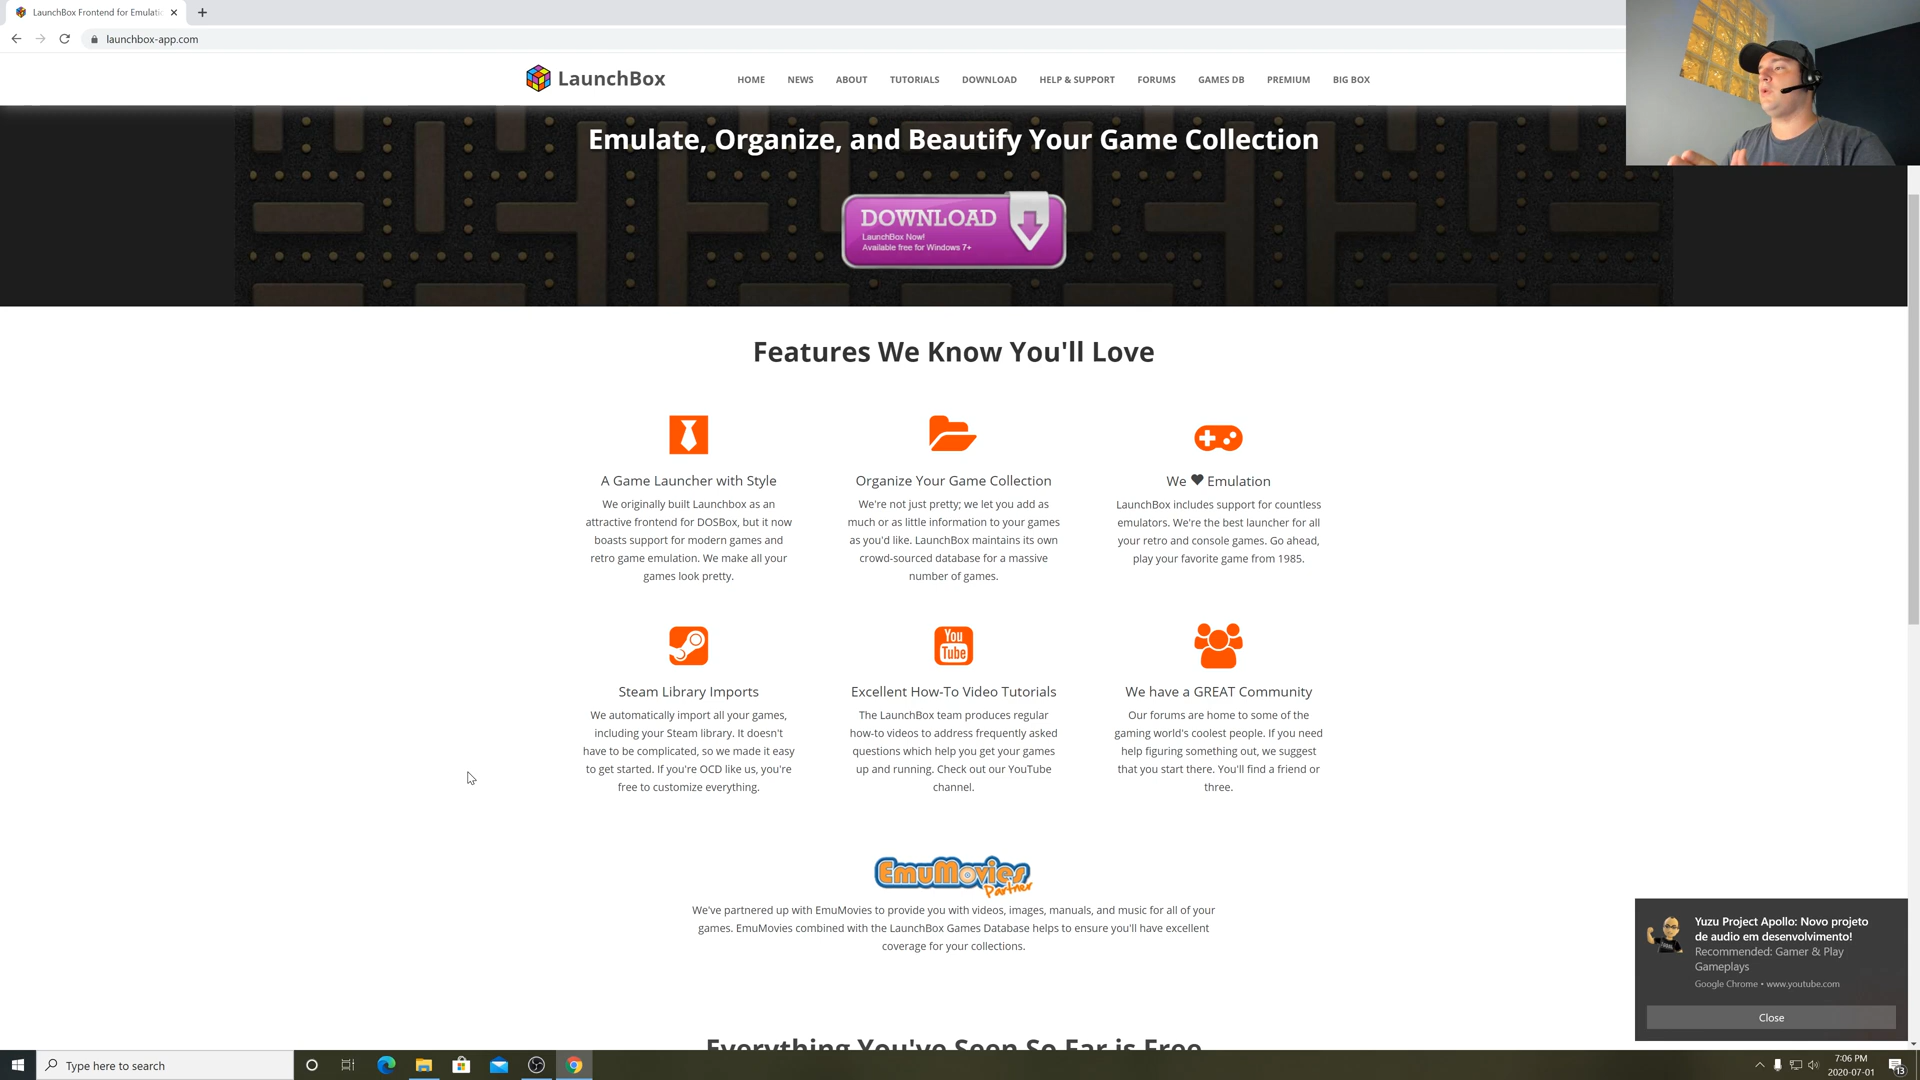 LaunchBox Frontend for Emulatio
launchbox-app.com
LaunchBox
HOME NEWS ABOUT TUTORIALS DOWNLOAD HELP & SUPPORT FORUMS GAMES DB PREMIUM BIG BOX
Emulate, Organize, and Beautify Your Game Collection
DOWNLOAD
LaunchBox Now!
Available free for Windows 7+
Features We Know You'll Love
A Game Launcher with Style
We originally built Launchbox as an
attractive frontend for DOSBox, but it now
boasts support for modern games and
retro game emulation. We make all your
games look pretty.
Organize Your Game Collection
We're not just pretty; we let you add as
much or as little information to your games
as you'd like. LaunchBox maintains its own
crowd-sourced database for a massive
number of games.
We ♥ Emulation
LaunchBox includes support for countless
emulators. We're the best launcher for all
your retro and console games. Go ahead,
play your favorite game from 1985.
Steam Library Imports
We automatically import all your games,
including your Steam library. It doesn't
have to be complicated, so we made it easy
to get started. If you're OCD like us, you're
free to customize everything.
You
Tube
Excellent How-To Video Tutorials
The LaunchBox team produces regular
how-to videos to address frequently asked
questions which help you get your games
up and running. Check out our YouTube
channel.
We have a GREAT Community
Our forums are home to some of the
gaming world's coolest people. If you need
help figuring something out, we suggest
that you start there. You'll find a friend or
three.
EmuMovies
Partner
We've partnered up with EmuMovies to provide you with videos, images, manuals, and music for all of your
games. EmuMovies combined with the LaunchBox Games Database helps to ensure you'll have excellent
coverage for your collections.
Everything You've Seen So Far is Free
Yuzu Project Apollo: Novo projeto
de audio em desenvolvimento!
Recommended: Gamer & Play
Gameplays
Google Chrome • www.youtube.com
Close
Type here to search
7:06 PM
2020-07-01
13